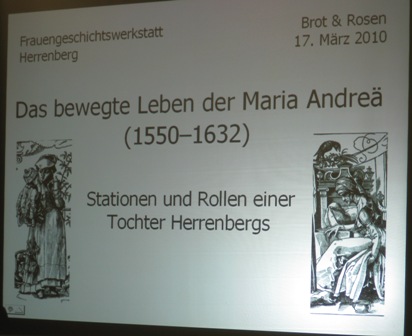 Frauengeschichtswerkstatt
Herrenberg
Brot & Rosen
17. März 2010
Das bewegte Leben der Maria Andreä
(1550–1632)
Stationen und Rollen einer
Tochter Herrenbergs